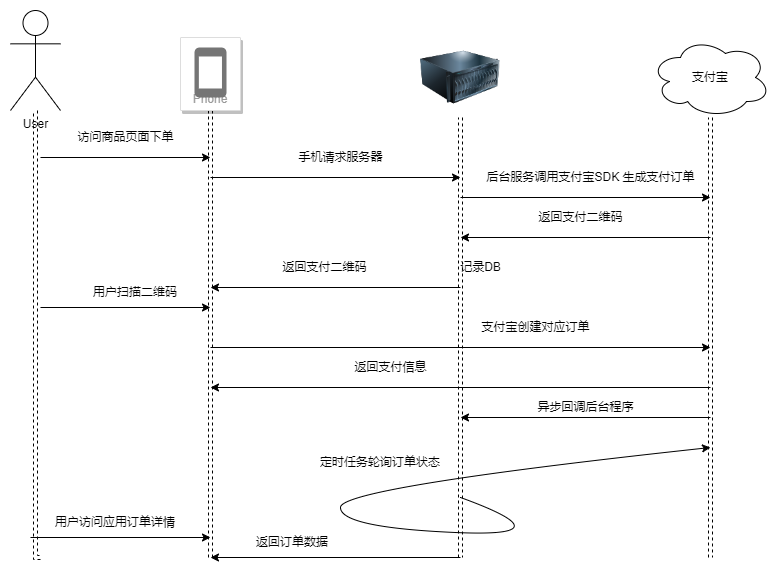 User
Phone
支付宝
访问商品页面下单
手机请求服务器
后台服务调用支付宝SDK 生成支付订单
返回支付二维码
返回支付二维码
记录DB
用户扫描二维码
支付宝创建对应订单
返回支付信息
异步回调后台程序
定时任务轮询订单状态
用户访问应用订单详情
返回订单数据